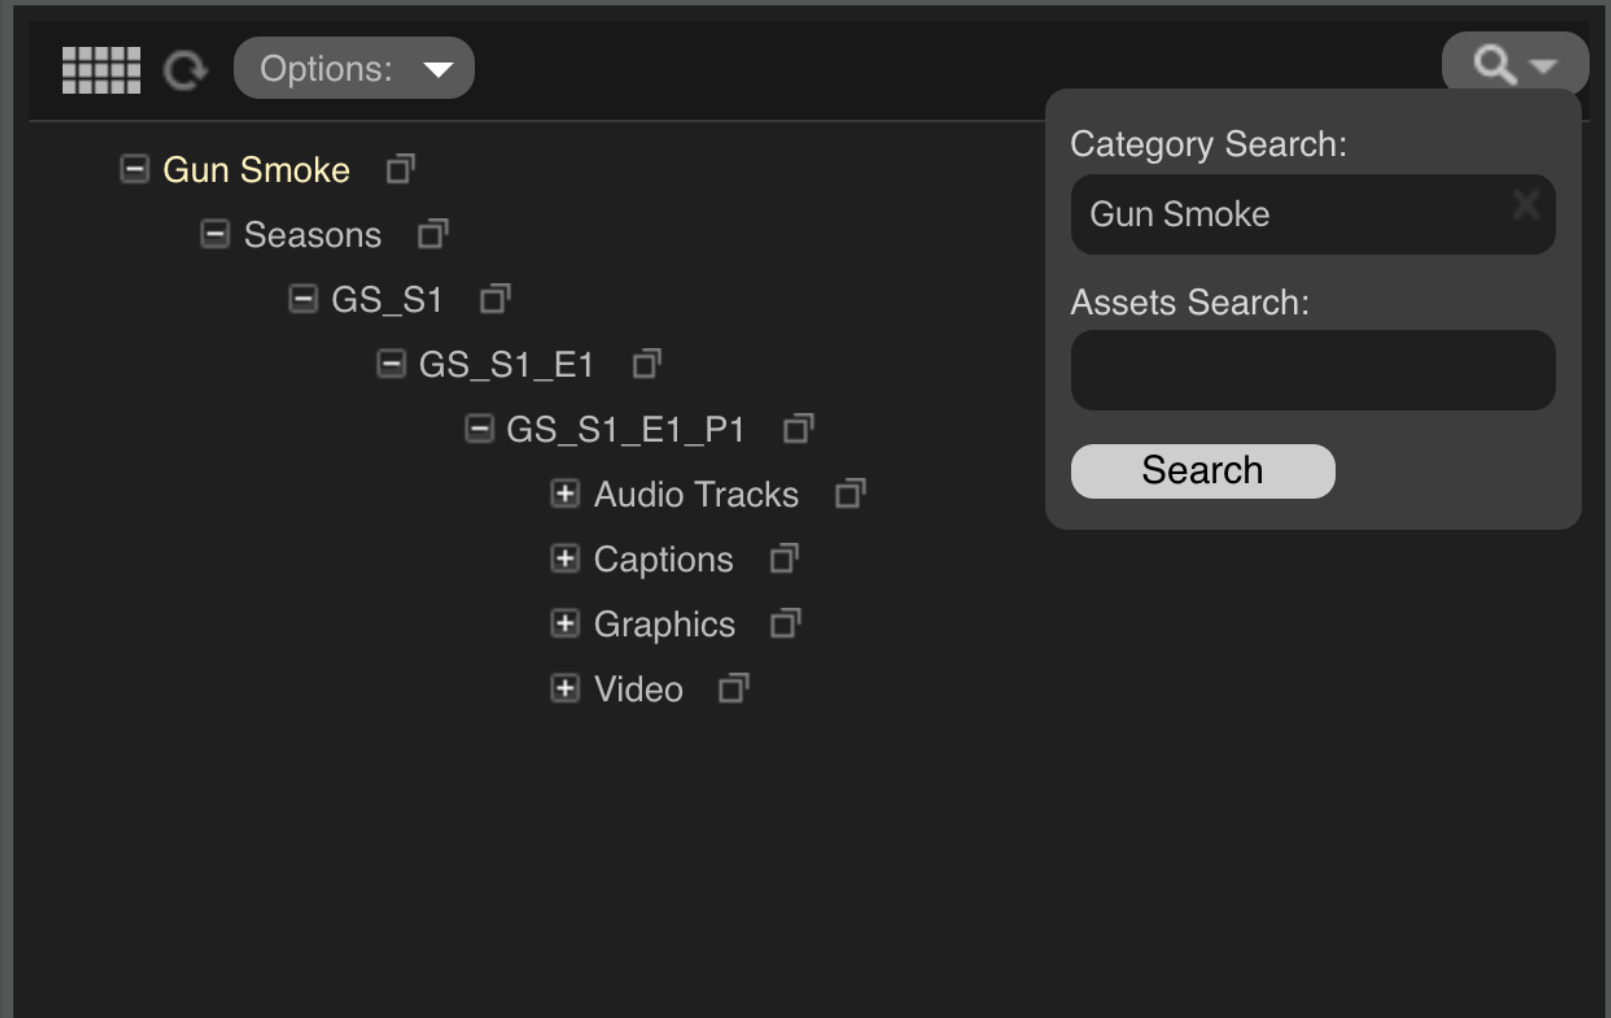 Options:
Gun Smoke
Seasons
GS_S1
GS_S1_E1
GS_S1_E1_P1
Audio Tracks
Captions
Graphics
Video
Category Search:
Gun Smoke
X
Assets Search:
Search